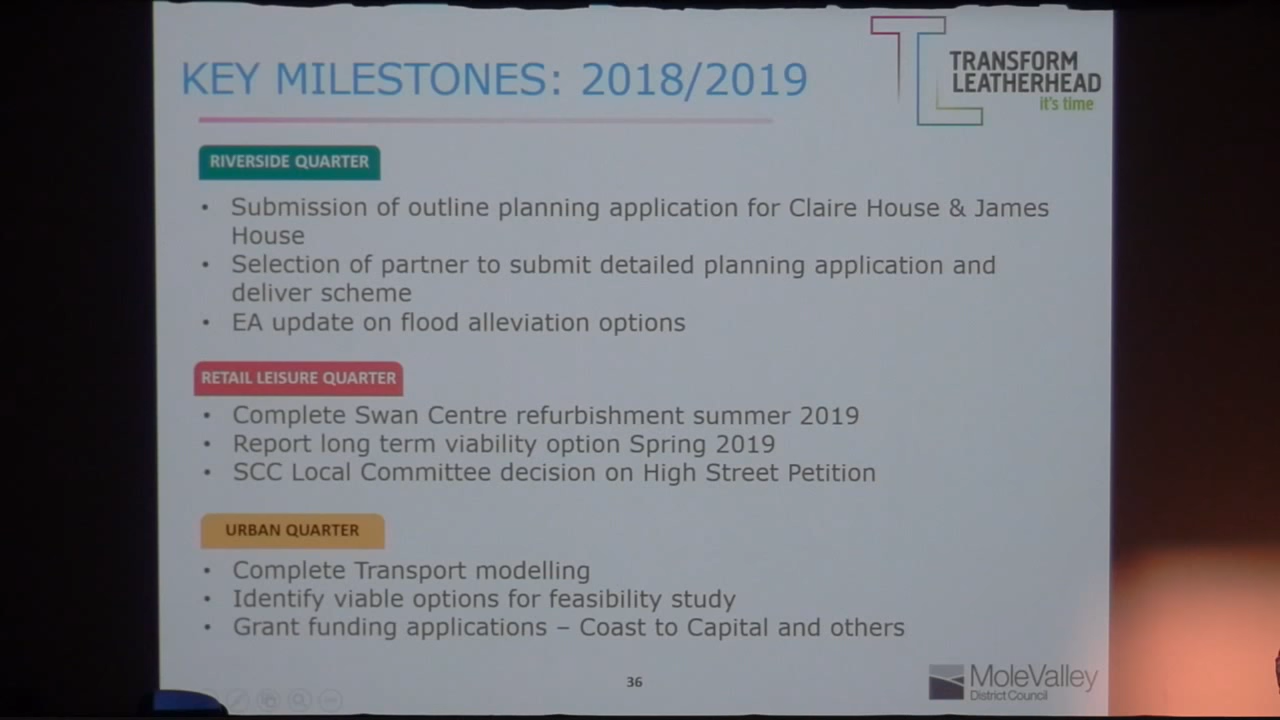 KEY MILESTONES: 2018/2019
TRANSFORM
LEATHERHEAD
it's time
RIVERSIDE QUARTER
• Submission of outline planning application for Claire House & James
House
• Selection of partner to submit detailed planning application and
deliver scheme
• EA update on flood alleviation options
RETAIL LEISURE QUARTER
• Complete Swan Centre refurbishment summer 2019
• Report long term viability option Spring 2019
• SCC Local Committee decision on High Street Petition
URBAN QUARTER
• Complete Transport modelling
• Identify viable options for feasibility study
• Grant funding applications – Coast to Capital and others
36
MoleValley
District Council